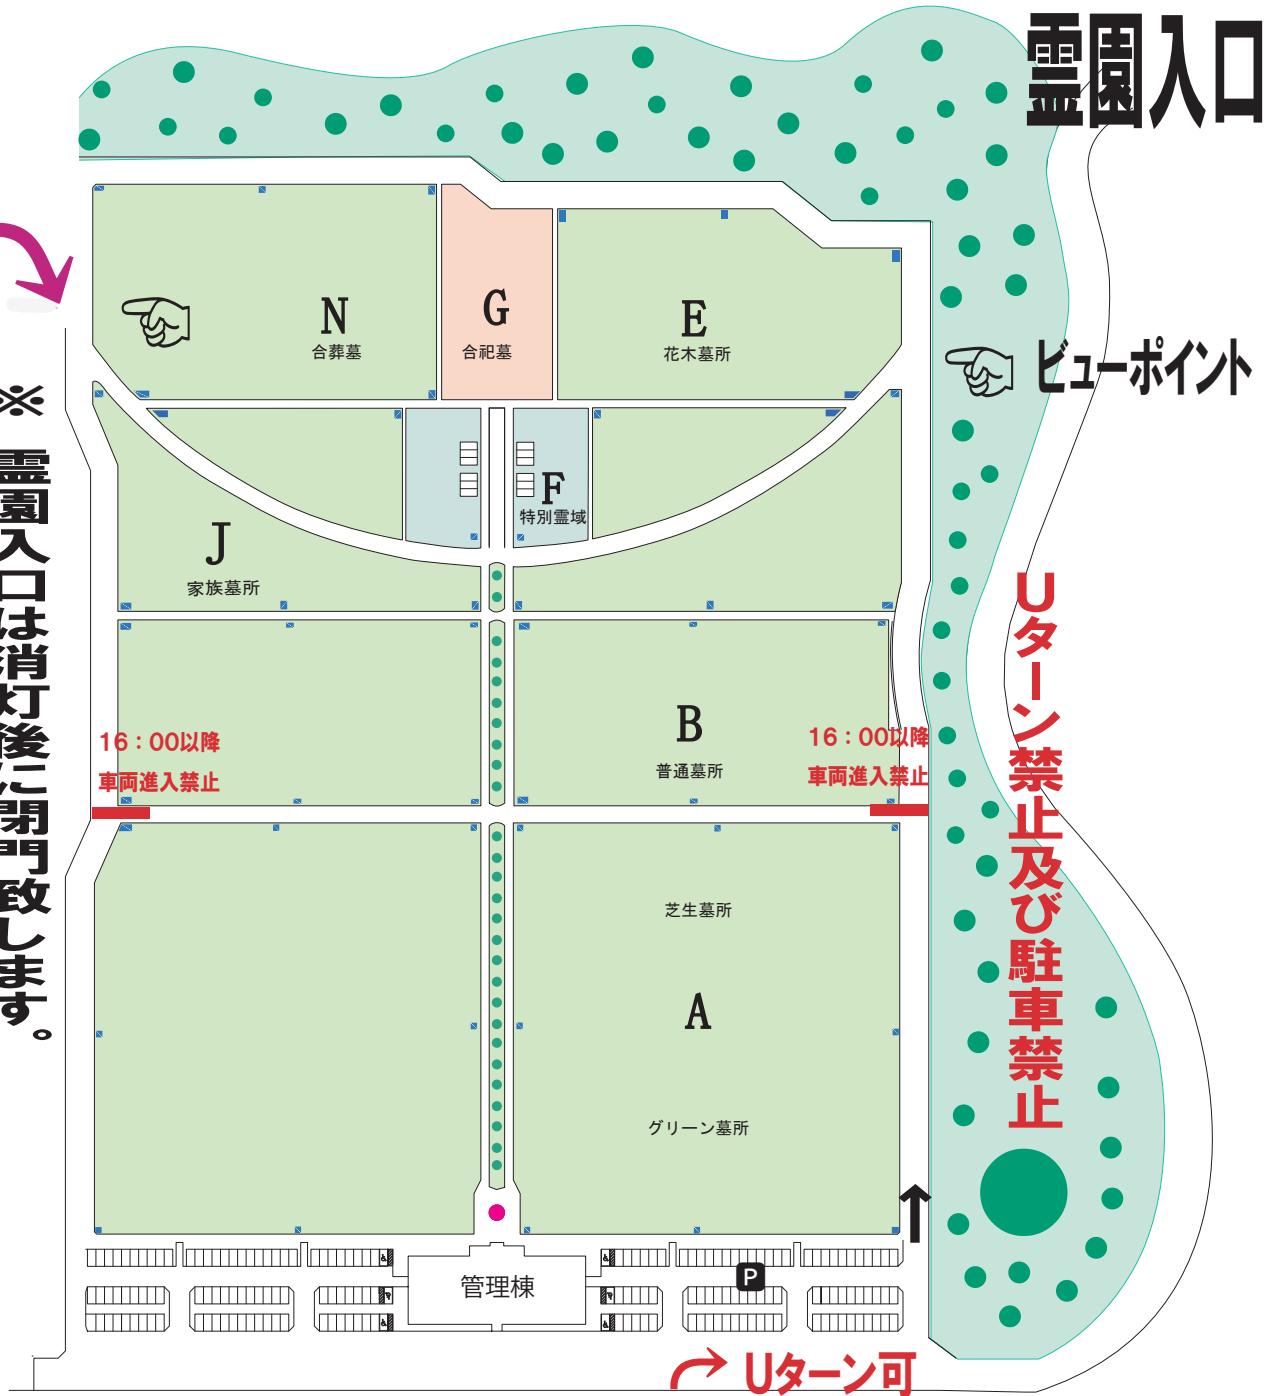 霊園入口
N
合葬墓
G
合祀墓
E
花木墓所
ビューポイント
※ 霊園入口は消灯後に閉門致します。
F
特別霊域
J
家族墓所
Uターン禁止及び駐車禁止
B
普通墓所
16：00以降
車両進入禁止
16：00以降
車両進入禁止
芝生墓所
A
グリーン墓所
管理棟
P
Uターン可